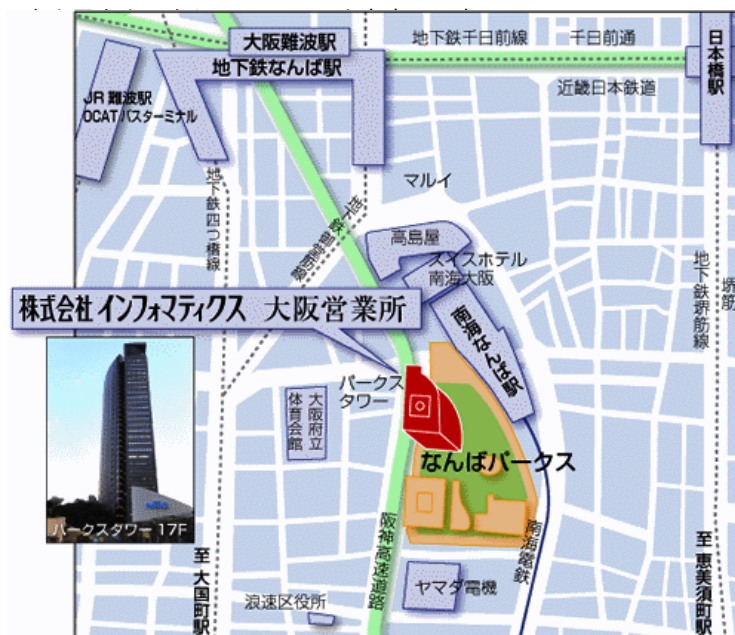 大阪難波駅
地下鉄なんば駅
地下鉄千日前線
千日前通
日本橋駅
近畿日本鉄道
JR難波駅
OCATバスターミナル
マルイ
地下鉄四つ橋線
地下鉄御堂筋線
高島屋
スイスホテル
南海大阪
地下鉄堺筋線
堺筋
株式会社インフォマティクス 大阪営業所
南海なんば駅
パークス
タワー
大阪府立
体育会館
なんばパークス
パークスタワー 17F
阪神高速道路
南海電鉄
至 大国町駅
至 恵美須町駅
ヤマダ電機
浪速区役所